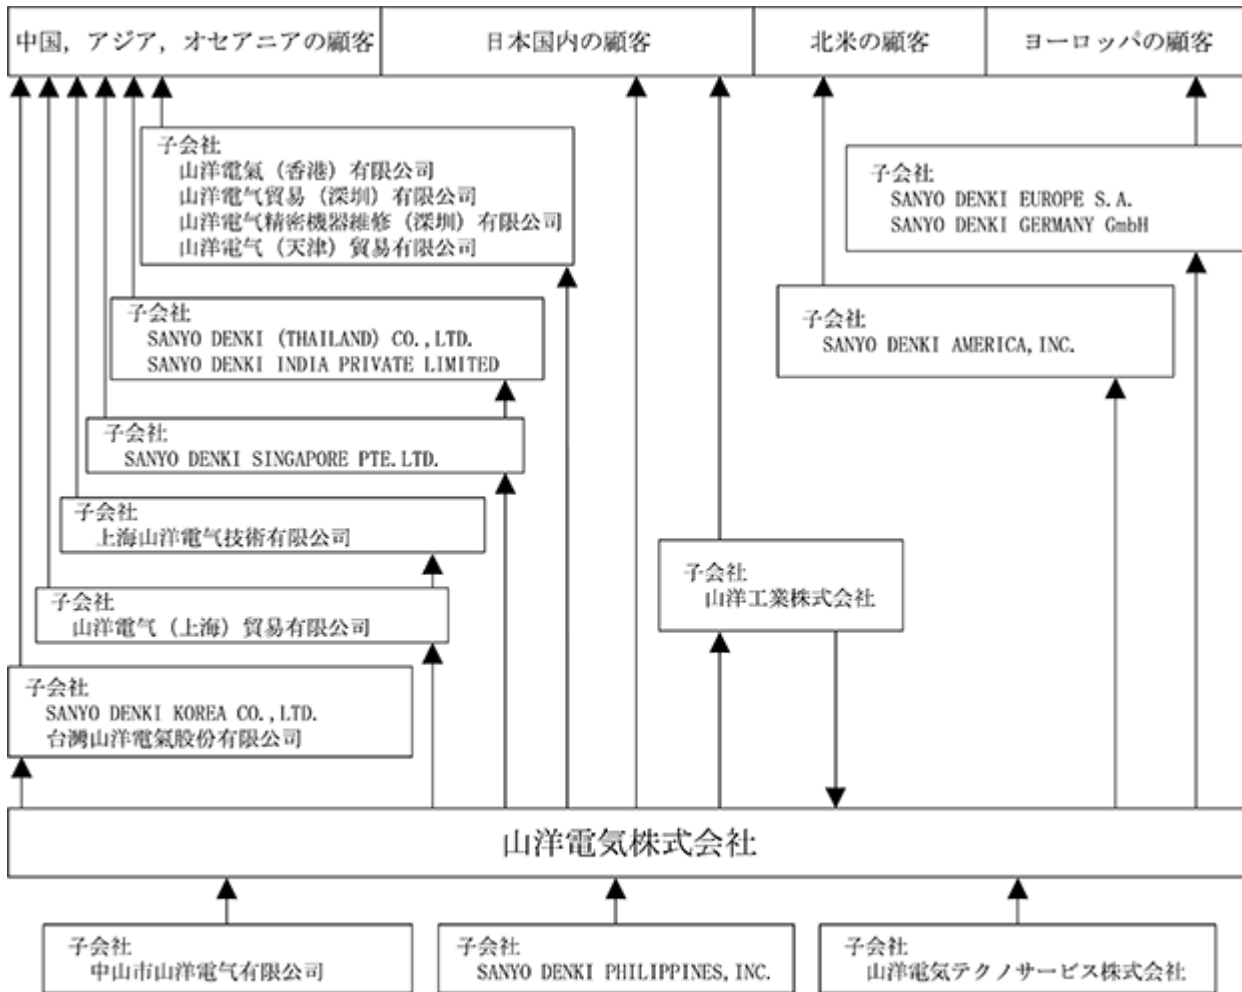 中国，アジア，オセアニアの顧客
日本国内の顧客
北米の顧客
ヨーロッパの顧客
子会社
山洋電氣（香港）有限公司
山洋电气貿易（深圳）有限公司
山洋电气精密機器維修（深圳）有限公司
山洋电气（天津）貿易有限公司
子会社
SANYO DENKI EUROPE S.A.
SANYO DENKI GERMANY GmbH
子会社
SANYO DENKI (THAILAND) CO.,LTD.
SANYO DENKI INDIA PRIVATE LIMITED
子会社
SANYO DENKI AMERICA,INC.
子会社
SANYO DENKI SINGAPORE PTE.LTD.
子会社
上海山洋電气技術有限公司
子会社
山洋工業株式会社
子会社
山洋電气（上海）貿易有限公司
子会社
SANYO DENKI KOREA CO.,LTD.
台灣山洋電氣股份有限公司
山洋電気株式会社
子会社
中山市山洋電气有限公司
子会社
SANYO DENKI PHILIPPINES,INC.
子会社
山洋電気テクノサービス株式会社